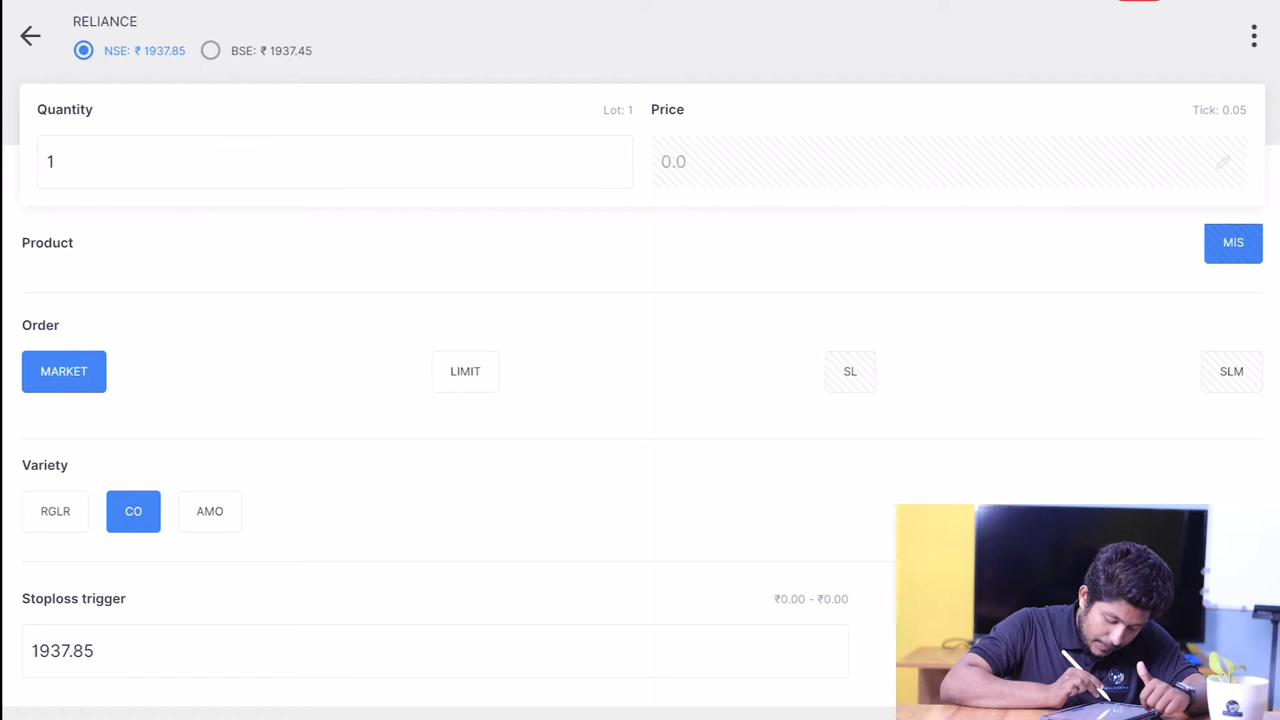 RELIANCE
NSE: ₹ 1937.85 BSE: ₹ 1937.45
Quantity Lot: 1 Price Tick: 0.05
1 0.0
Product MIS
Order
MARKET LIMIT SL SLM
Variety
RGLR CO AMO
Stoploss trigger ₹0.00 - ₹0.00
1937.85